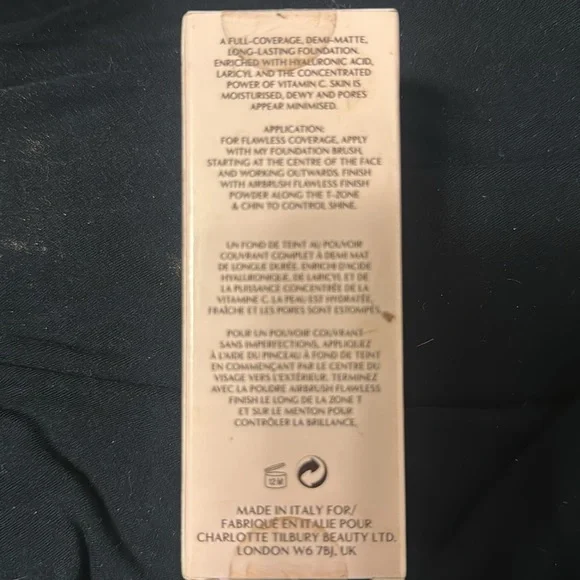 A FULL-COVERAGE, DEMI-MATTE,
LONG-LASTING FOUNDATION.
ENRICHED WITH HYALURONIC ACID,
LARICYL AND THE CONCENTRATED
POWER OF VITAMIN C. SKIN IS
MOISTURISED, DEWY AND PORES
APPEAR MINIMISED.
APPLICATION:
FOR FLAWLESS COVERAGE, APPLY
WITH MY FOUNDATION BRUSH,
STARTING AT THE CENTRE OF THE FACE
AND WORKING OUTWARDS. FINISH
WITH AIRBRUSH FLAWLESS FINISH
POWDER ALONG THE T-ZONE
& CHIN TO CONTROL SHINE.
UN FOND DE TEINT AU POUVOIR
COUVRANT COMPLET À DEMI MAT
DE LONGUE DURÉE. ENRICHI D'ACIDE
HYALURONIQUE, DE LARICYL ET DE
LA PUISSANCE CONCENTRÉE DE LA
VITAMINE C. LA PEAU EST HYDRATÉE,
FRAÎCHE ET LES PORES SONT ESTOMPÉS.
POUR UN POUVOIR COUVRANT
SANS IMPERFECTIONS, APPLIQUEZ
À L'AIDE DU PINCEAU À FOND DE TEINT
EN COMMENÇANT PAR LE CENTRE DU
VISAGE VERS L'EXTÉRIEUR. TERMINEZ
AVEC LA POUDRE AIRBRUSH FLAWLESS
FINISH LE LONG DE LA ZONE T
ET SUR LE MENTON POUR
CONTRÔLER LA BRILLANCE.
12 M
MADE IN ITALY FOR/
FABRIQUÉ EN ITALIE POUR
CHARLOTTE TILBURY BEAUTY LTD.
LONDON W6 7BJ, UK